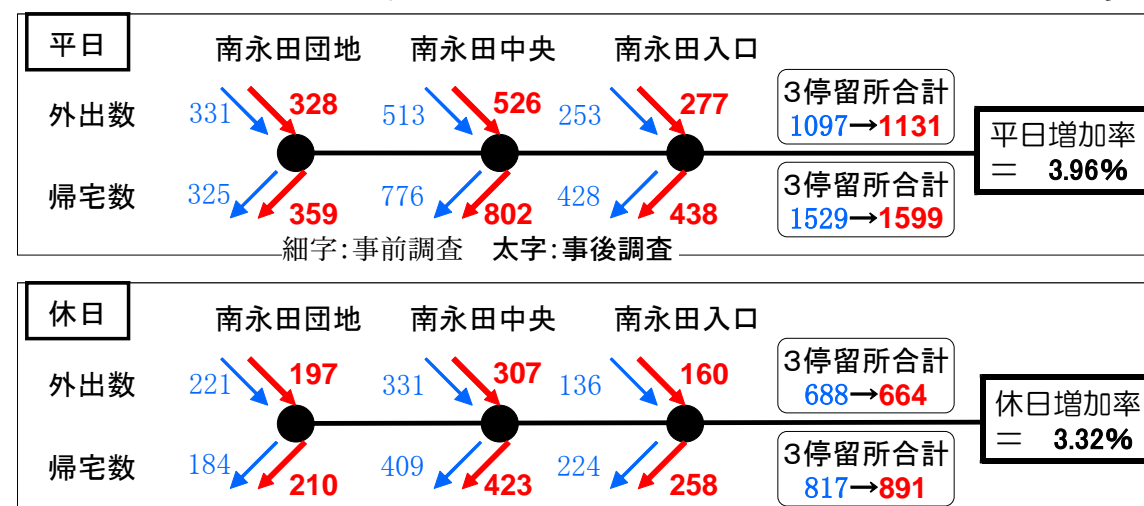 平日
南永田団地 南永田中央 南永田入口
外出数 331 328 513 526 253 277
3停留所合計
1097→1131
平日増加率
＝ 3.96%
帰宅数 325 359 776 802 428 438
3停留所合計
1529→1599
細字：事前調査 太字：事後調査
休日
南永田団地 南永田中央 南永田入口
外出数 221 197 331 307 136 160
3停留所合計
688→664
休日増加率
＝ 3.32%
帰宅数 184 210 409 423 224 258
3停留所合計
817→891